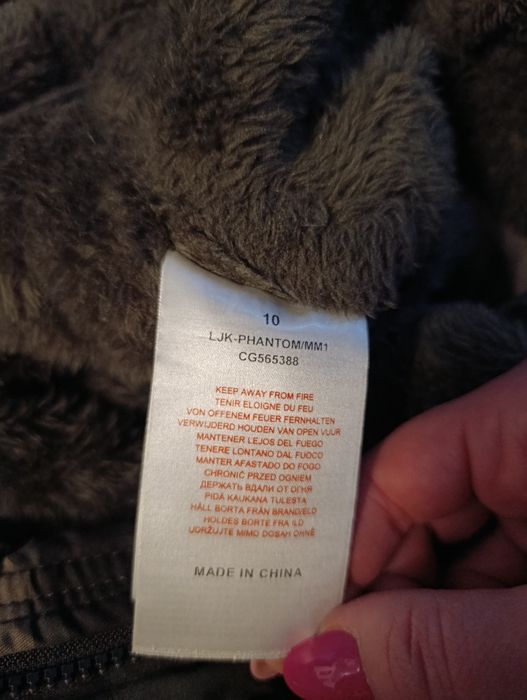 10
LJK-PHANTOM/MM1
CG565388
KEEP AWAY FROM FIRE
TENIR ELOIGNE DU FEU
VON OFFENEM FEUER FERNHALTEN
VERWIJDERD HOUDEN VAN OPEN VUUR
MANTENER LEJOS DEL FUEGO
TENERE LONTANO DAL FUOCO
MANTER AFASTADO DO FOGO
CHRONIĆ PRZED OGNIEM
ДЕРЖАТЬ ВДАЛИ ОТ ОГНЯ
PIDÄ KAUKANA TULESTA
HÅLL BORTA FRÅN BRAND/ELD
HOLDES BORTE FRA ILD
UDRŽUJTE MIMO DOSAH OHNĚ
MADE IN CHINA